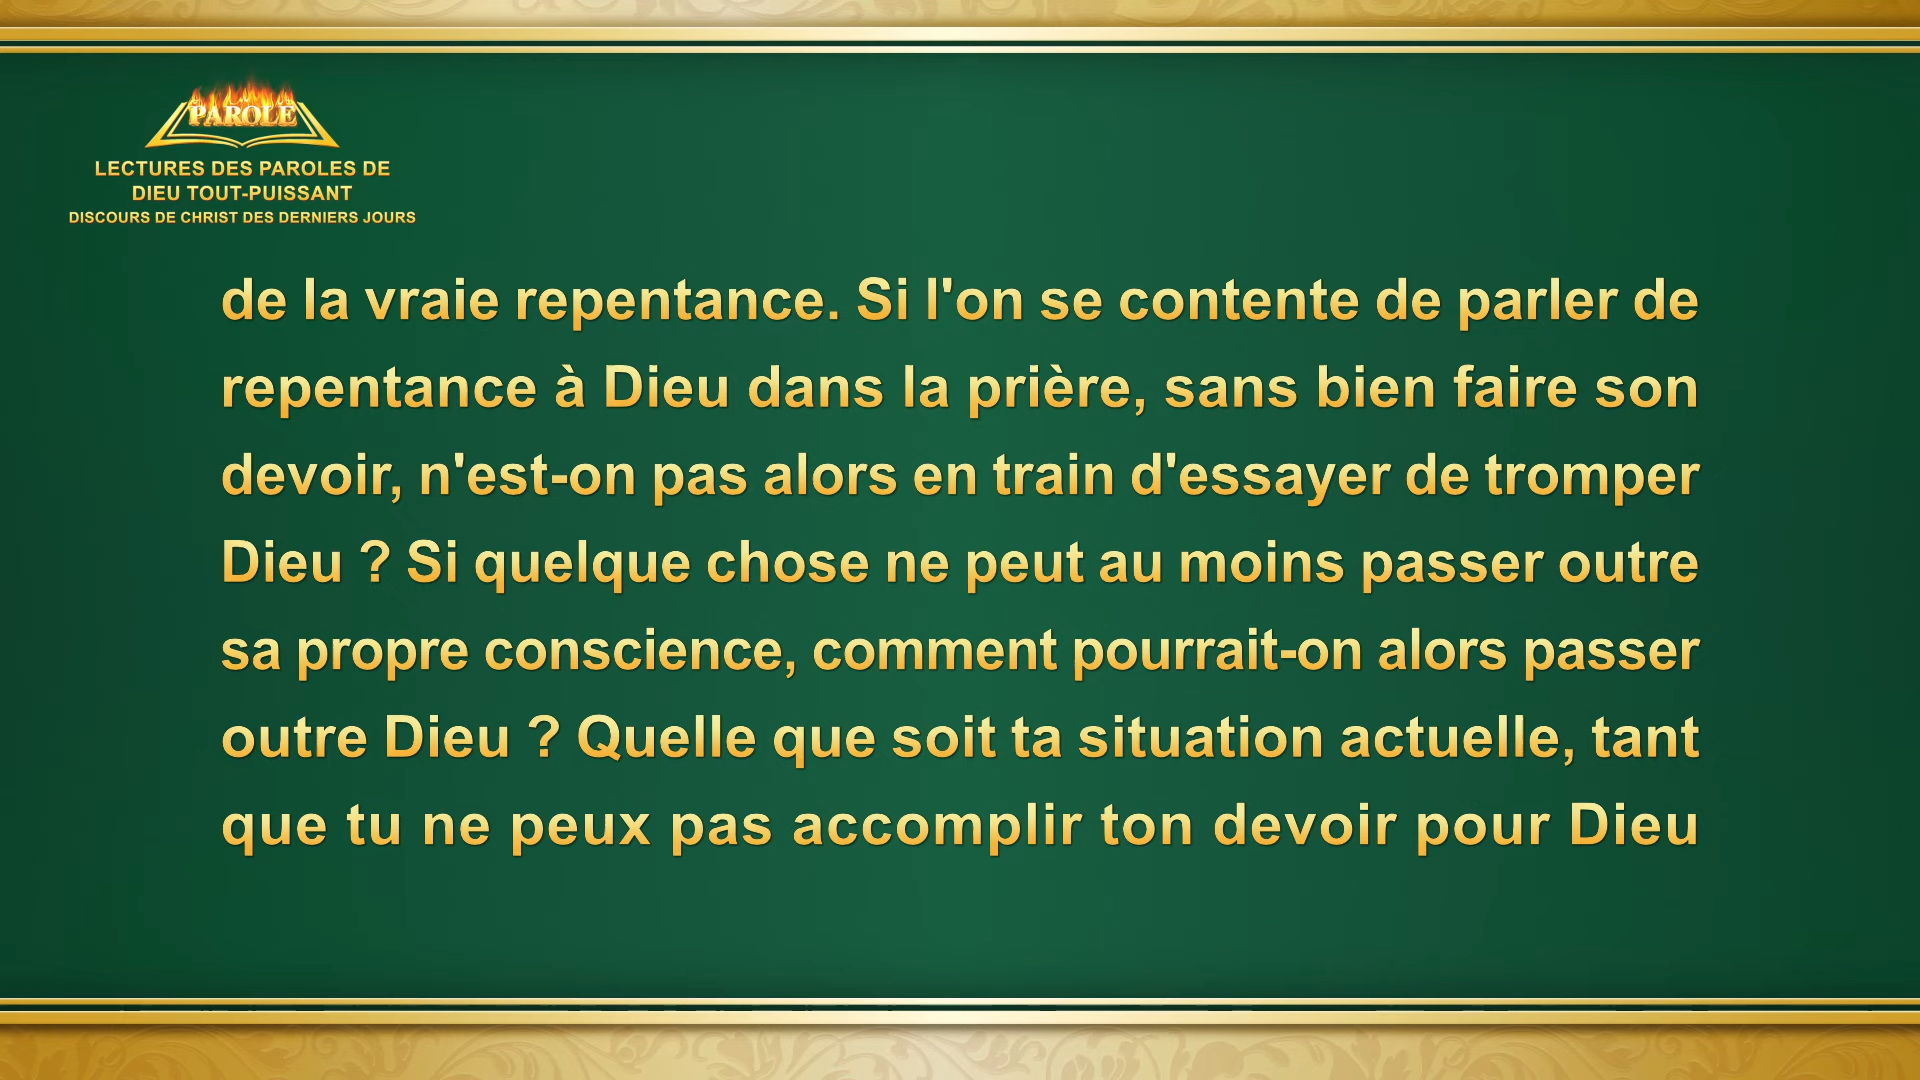 PAROLE
LECTURES DES PAROLES DE
DIEU TOUT-PUISSANT
DISCOURS DE CHRIST DES DERNIERS JOURS
de la vraie repentance. Si l'on se contente de parler de
repentance à Dieu dans la prière, sans bien faire son
devoir, n'est-on pas alors en train d'essayer de tromper
Dieu ? Si quelque chose ne peut au moins passer outre
sa propre conscience, comment pourrait-on alors passer
outre Dieu ? Quelle que soit ta situation actuelle, tant
que tu ne peux pas accomplir ton devoir pour Dieu